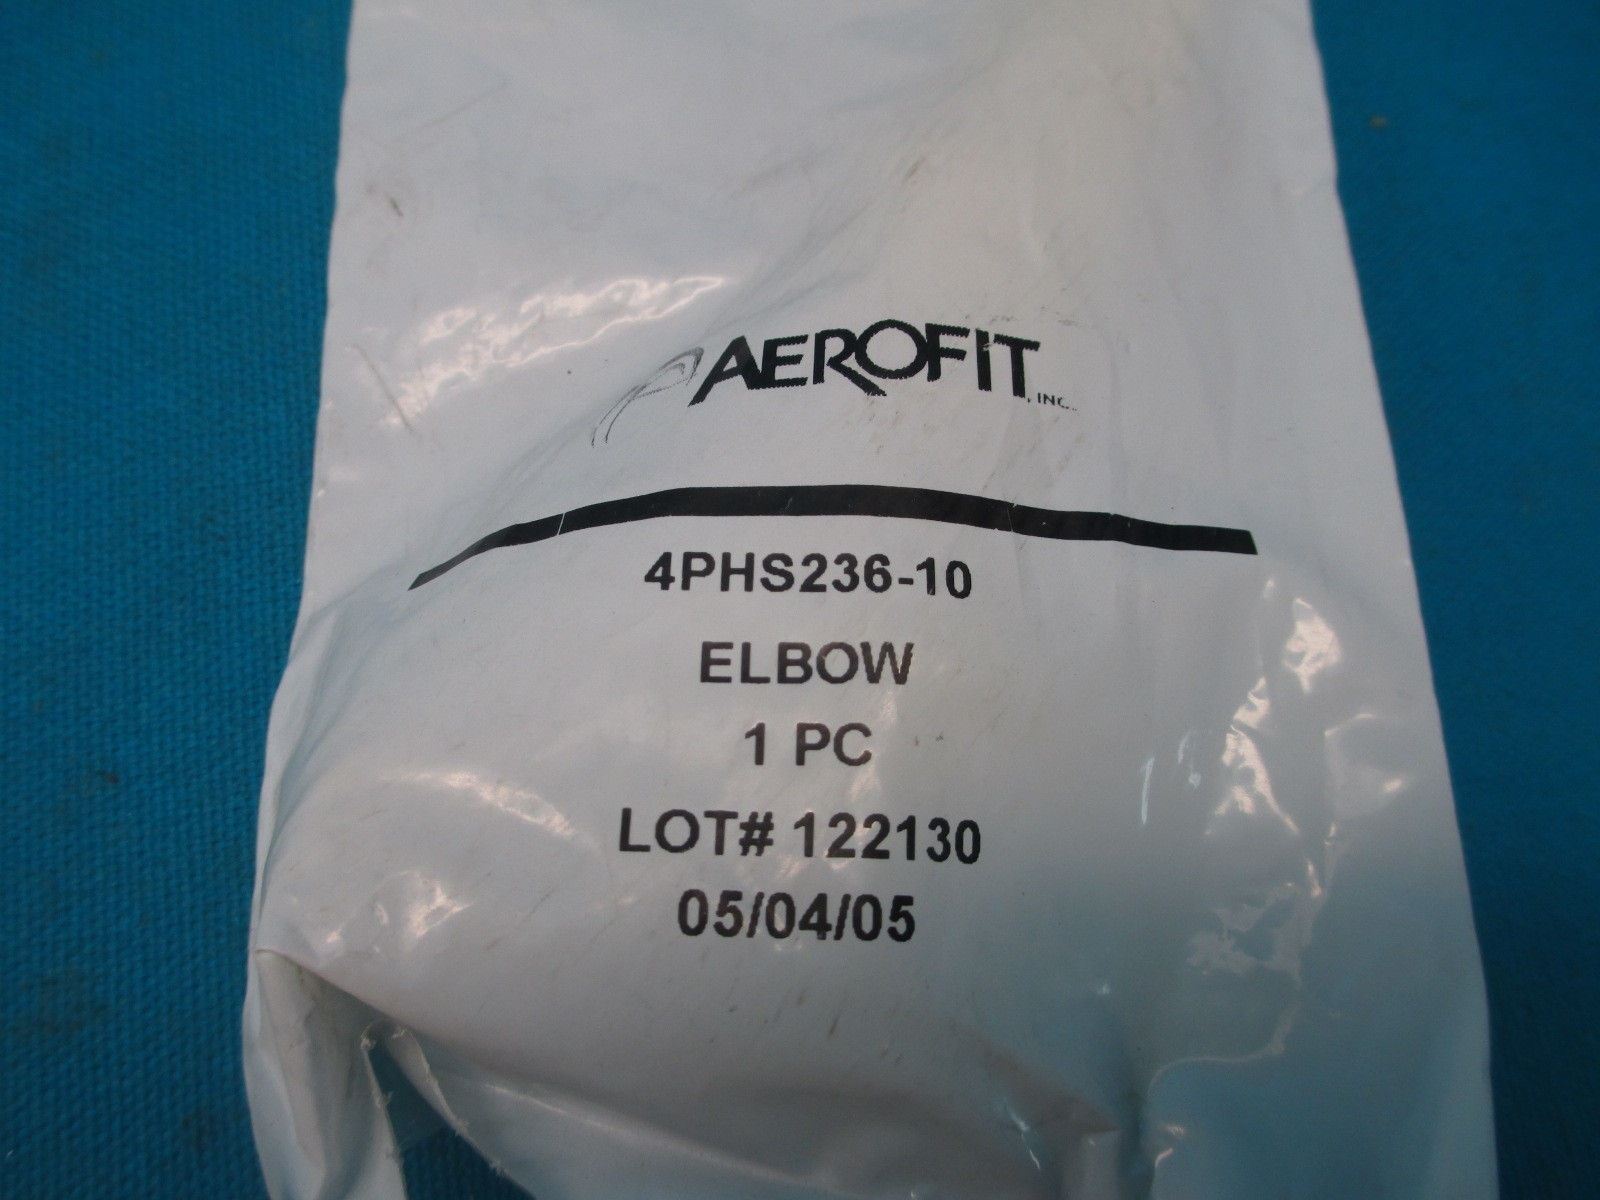 AEROFIT, INC.
4PHS236-10
ELBOW
1 PC
LOT# 122130
05/04/05